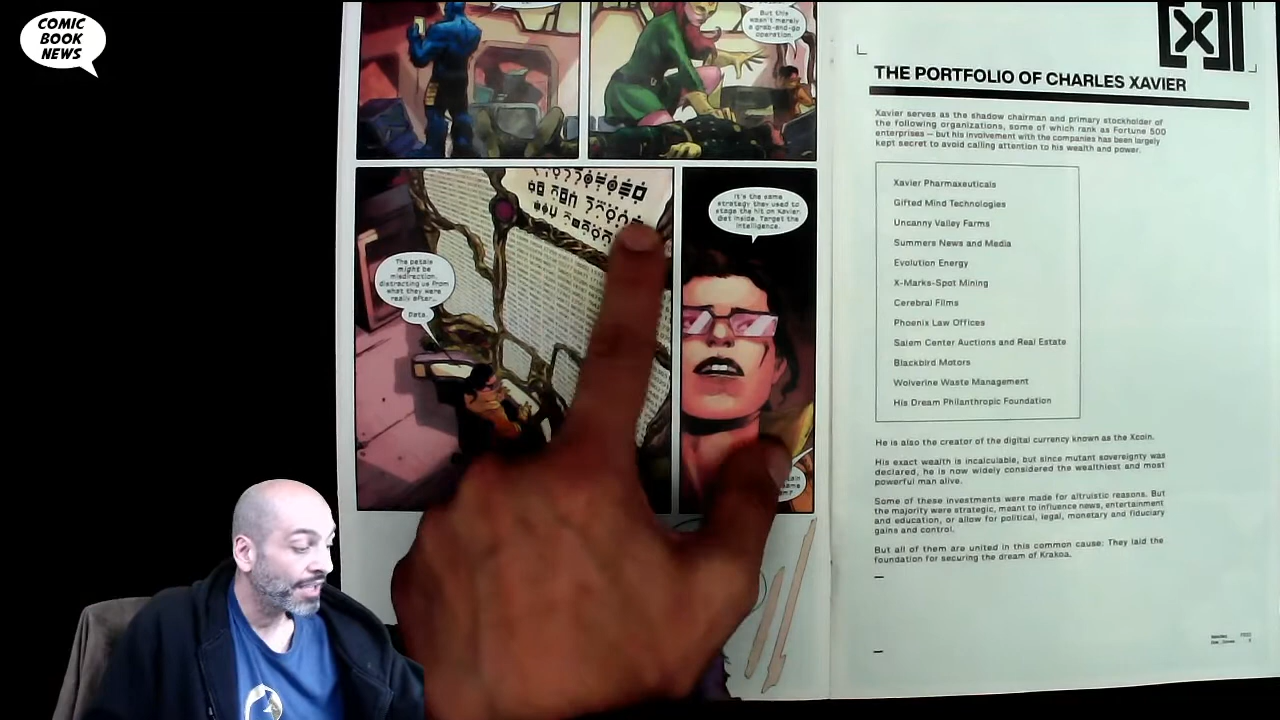 COMIC
BOOK
NEWS
But this
wasn't merely
a grab-and-go
operation.
The petals
might be
misdirection,
distracting us from
what they were
really after...
Data.
It's the same
strategy they used to
stage the hit on Xavier.
Get inside. Target the
intelligence.
THE PORTFOLIO OF CHARLES XAVIER
Xavier serves as the shadow chairman and primary stockholder of
the following organizations, some of which rank as Fortune 500
enterprises — but his involvement with the companies has been largely
kept secret to avoid calling attention to his wealth and power.
Xavier Pharmaxeuticals
Gifted Mind Technologies
Uncanny Valley Farms
Summers News and Media
Evolution Energy
X-Marks-Spot Mining
Cerebral Films
Phoenix Law Offices
Salem Center Auctions and Real Estate
Blackbird Motors
Wolverine Waste Management
His Dream Philanthropic Foundation
He is also the creator of the digital currency known as the Xcoin.
His exact wealth is incalculable, but since mutant sovereignty was
declared, he is now widely considered the wealthiest and most
powerful man alive.
Some of these investments were made for altruistic reasons. But
the majority were strategic, meant to influence news, entertainment
and education, or allow for political, legal, monetary and fiduciary
gains and control.
But all of them are united in this common cause: They laid the
foundation for securing the dream of Krakoa.